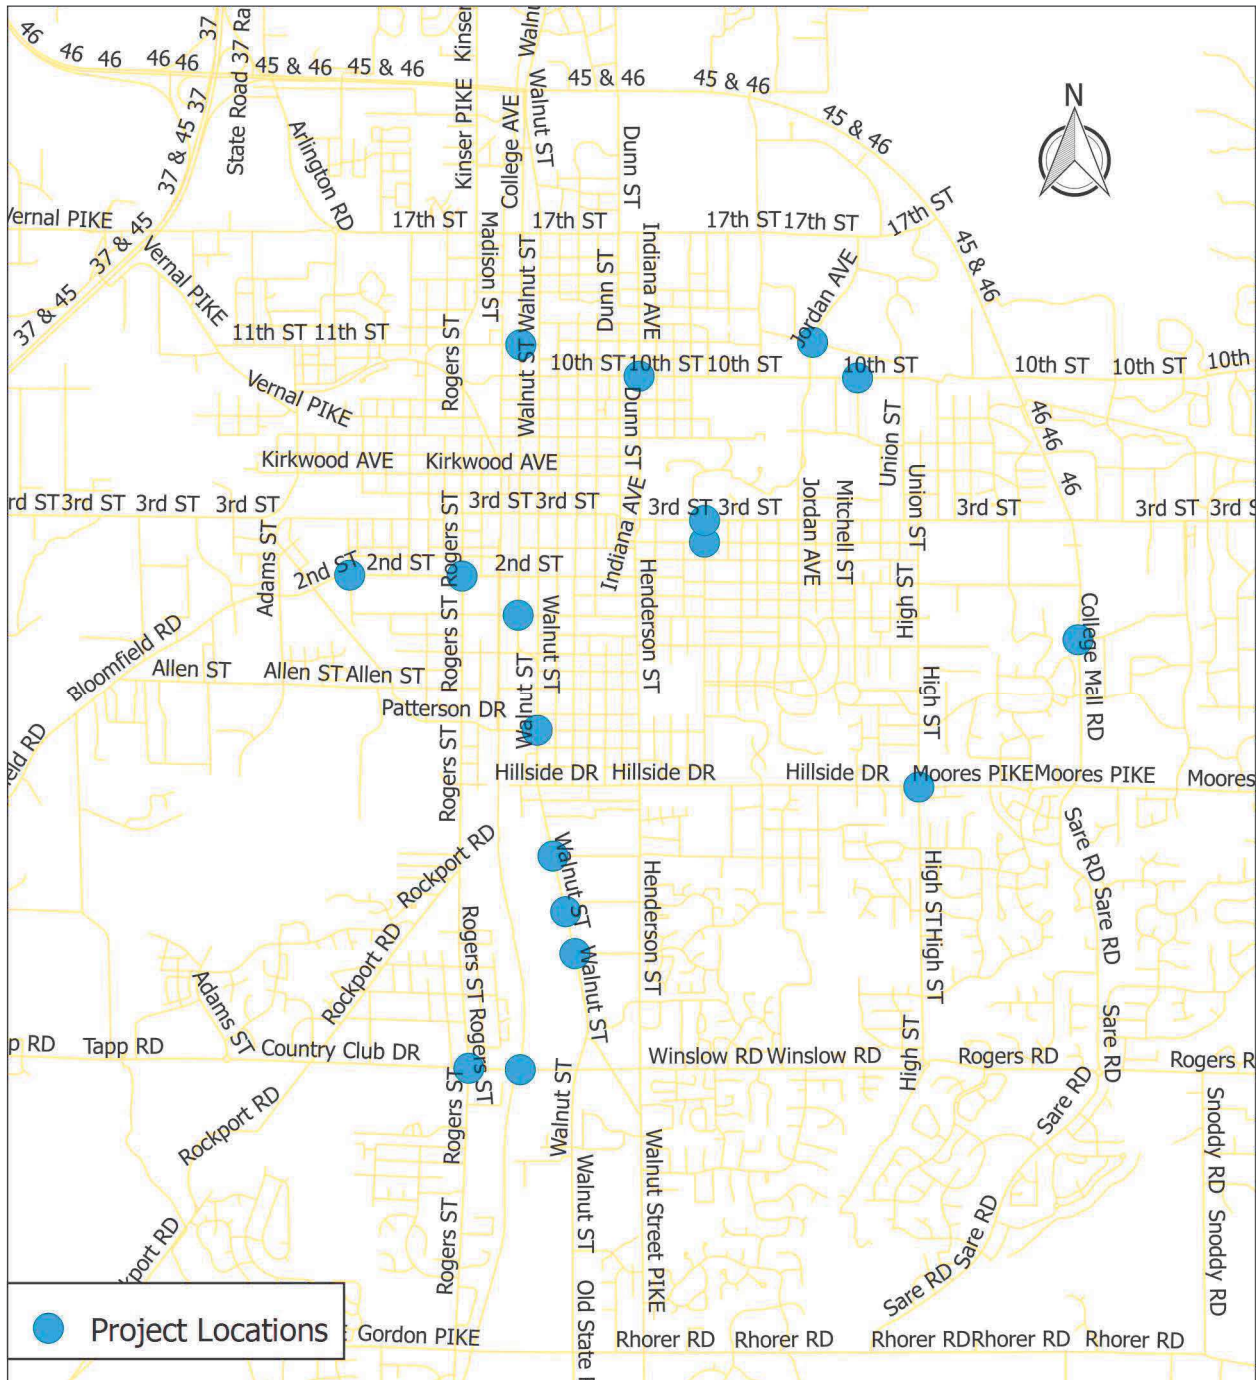 46
46
46
46 46
37
37 Ra
State Road
45 & 46
45 & 46
Kinser
Kinser PIKE
Walnut
Walnut ST
College AVE
45 & 46
45 & 46
45 & 46
N
37
37 & 45
Arlington RD
Dunn ST
Vernal PIKE
37 & 45
37 & 45
Vernal PIKE
17th ST
17th ST
17th ST
17th ST
17th ST
45 & 46
Madison ST
Walnut ST
Dunn ST
Indiana AVE
Jordan AVE
11th ST
11th ST
Rogers ST
Walnut ST
10th ST
10th ST
10th ST
10th ST
10th ST
10th ST
10th
Vernal PIKE
Dunn ST
Union ST
46
46
46
Kirkwood AVE
Kirkwood AVE
rd ST
3rd ST
3rd ST
3rd ST
3rd ST
3rd ST
3rd ST
3rd ST
3rd ST
3rd ST
3rd S
Rogers ST
Indiana AVE
Indiana AVE
Jordan AVE
Mitchell ST
Union ST
Adams ST
2nd ST
2nd ST
2nd ST
Henderson ST
High ST
College Mall RD
Bloomfield RD
Allen ST
Allen ST
Allen ST
Rogers ST
Walnut ST
Walnut ST
High ST
Patterson DR
field RD
Rogers ST
Hillside DR
Hillside DR
Hillside DR
Moores PIKE
Moores PIKE
Moores
Rockport RD
Walnut ST
Henderson ST
High ST
High ST
Sare RD
Sare RD
Rockport RD
Rogers ST
Rogers ST
Walnut ST
Adams ST
p RD
Tapp RD
Country Club DR
Winslow RD
Winslow RD
High ST
Rogers RD
Sare RD
Rogers R
Rockport RD
Rogers ST
Walnut ST
Sare RD
Snoddy RD
Walnut ST
Walnut Street PIKE
kport RD
Rogers ST
Sare RD
Snoddy RD
Old State
Sare RD
Project Locations
Gordon PIKE
Rhorer RD
Rhorer RD
Rhorer RD
Rhorer RD
Rhorer RD